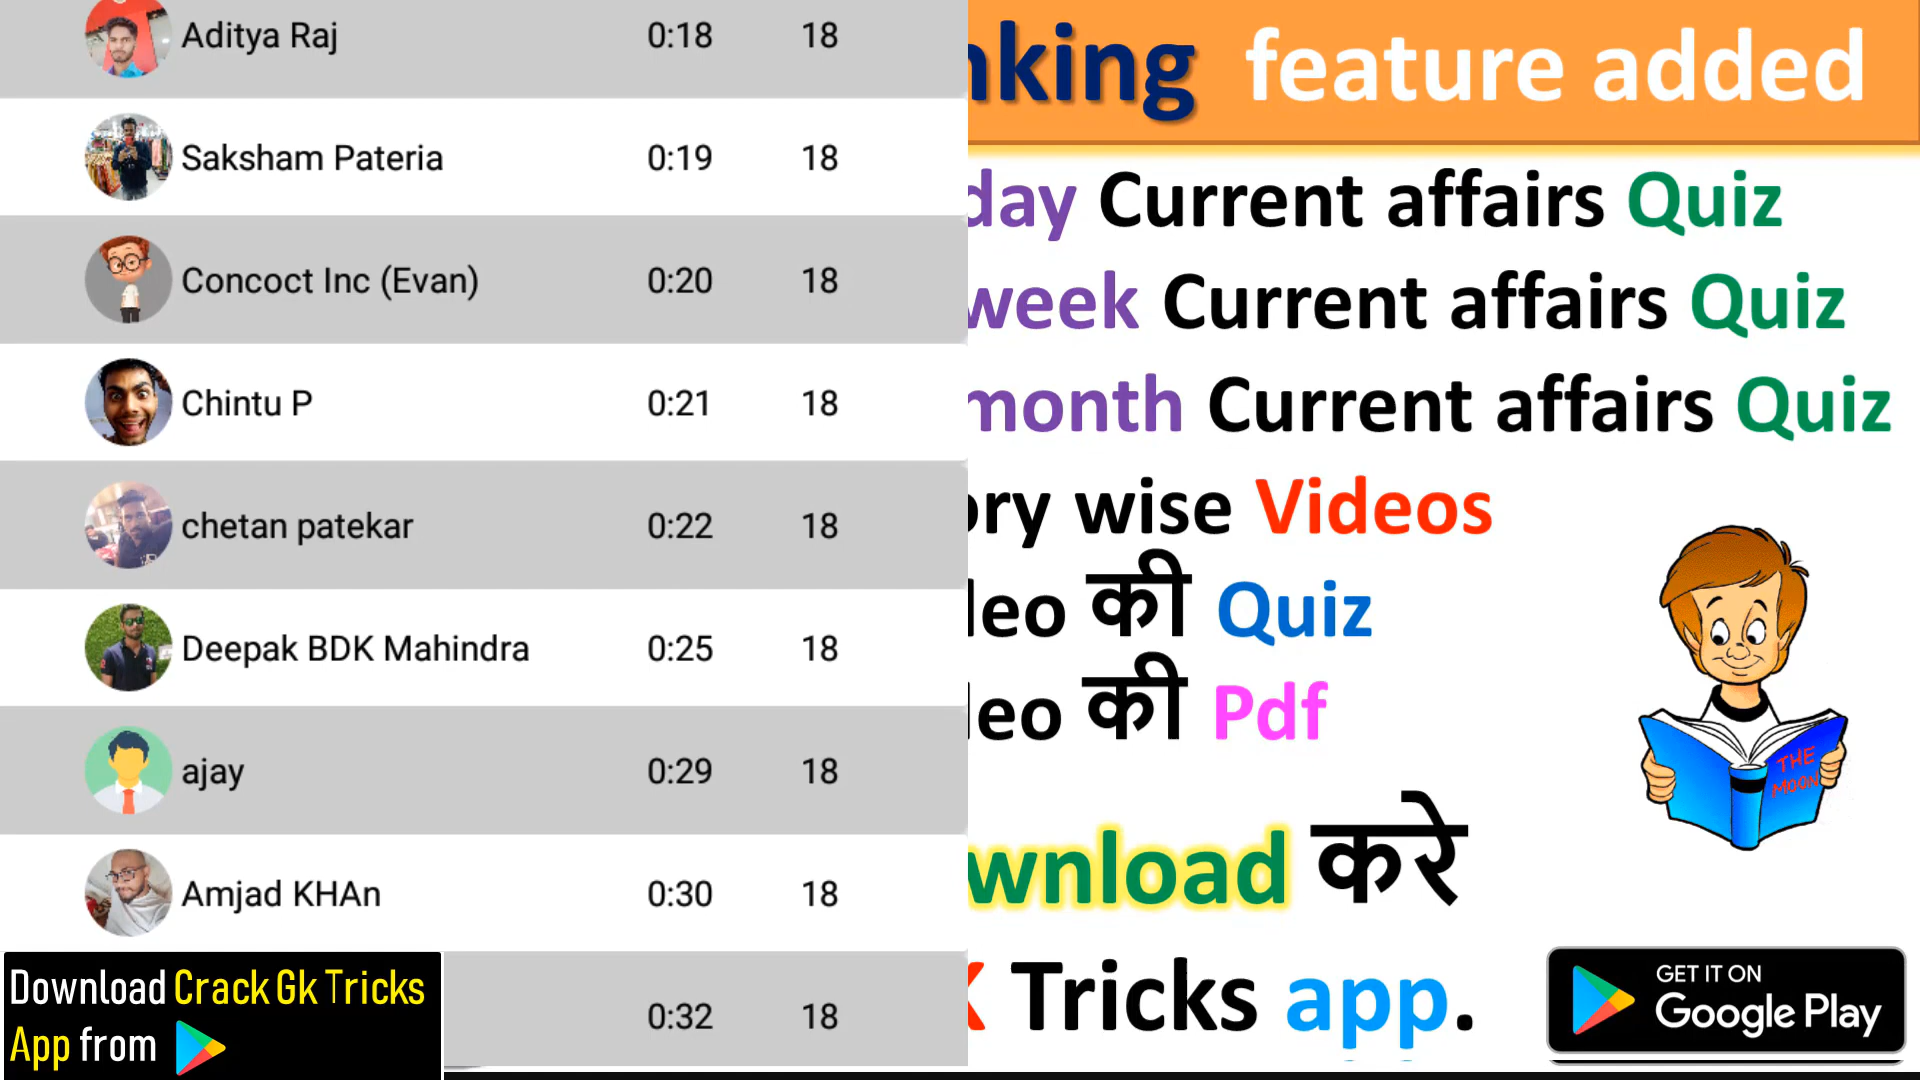 Aditya Raj 0:18 18
Saksham Pateria 0:19 18
Concoct Inc (Evan) 0:20 18
Chintu P 0:21 18
chetan patekar 0:22 18
Deepak BDK Mahindra 0:25 18
ajay 0:29 18
Amjad KHAn 0:30 18
0:32 18
Download Crack Gk Tricks
App from
nking feature added
day Current affairs Quiz
week Current affairs Quiz
month Current affairs Quiz
ory wise Videos
deo की Quiz
deo की Pdf
THE
MOON
wnload करे
K Tricks app.
GET IT ON
Google Play